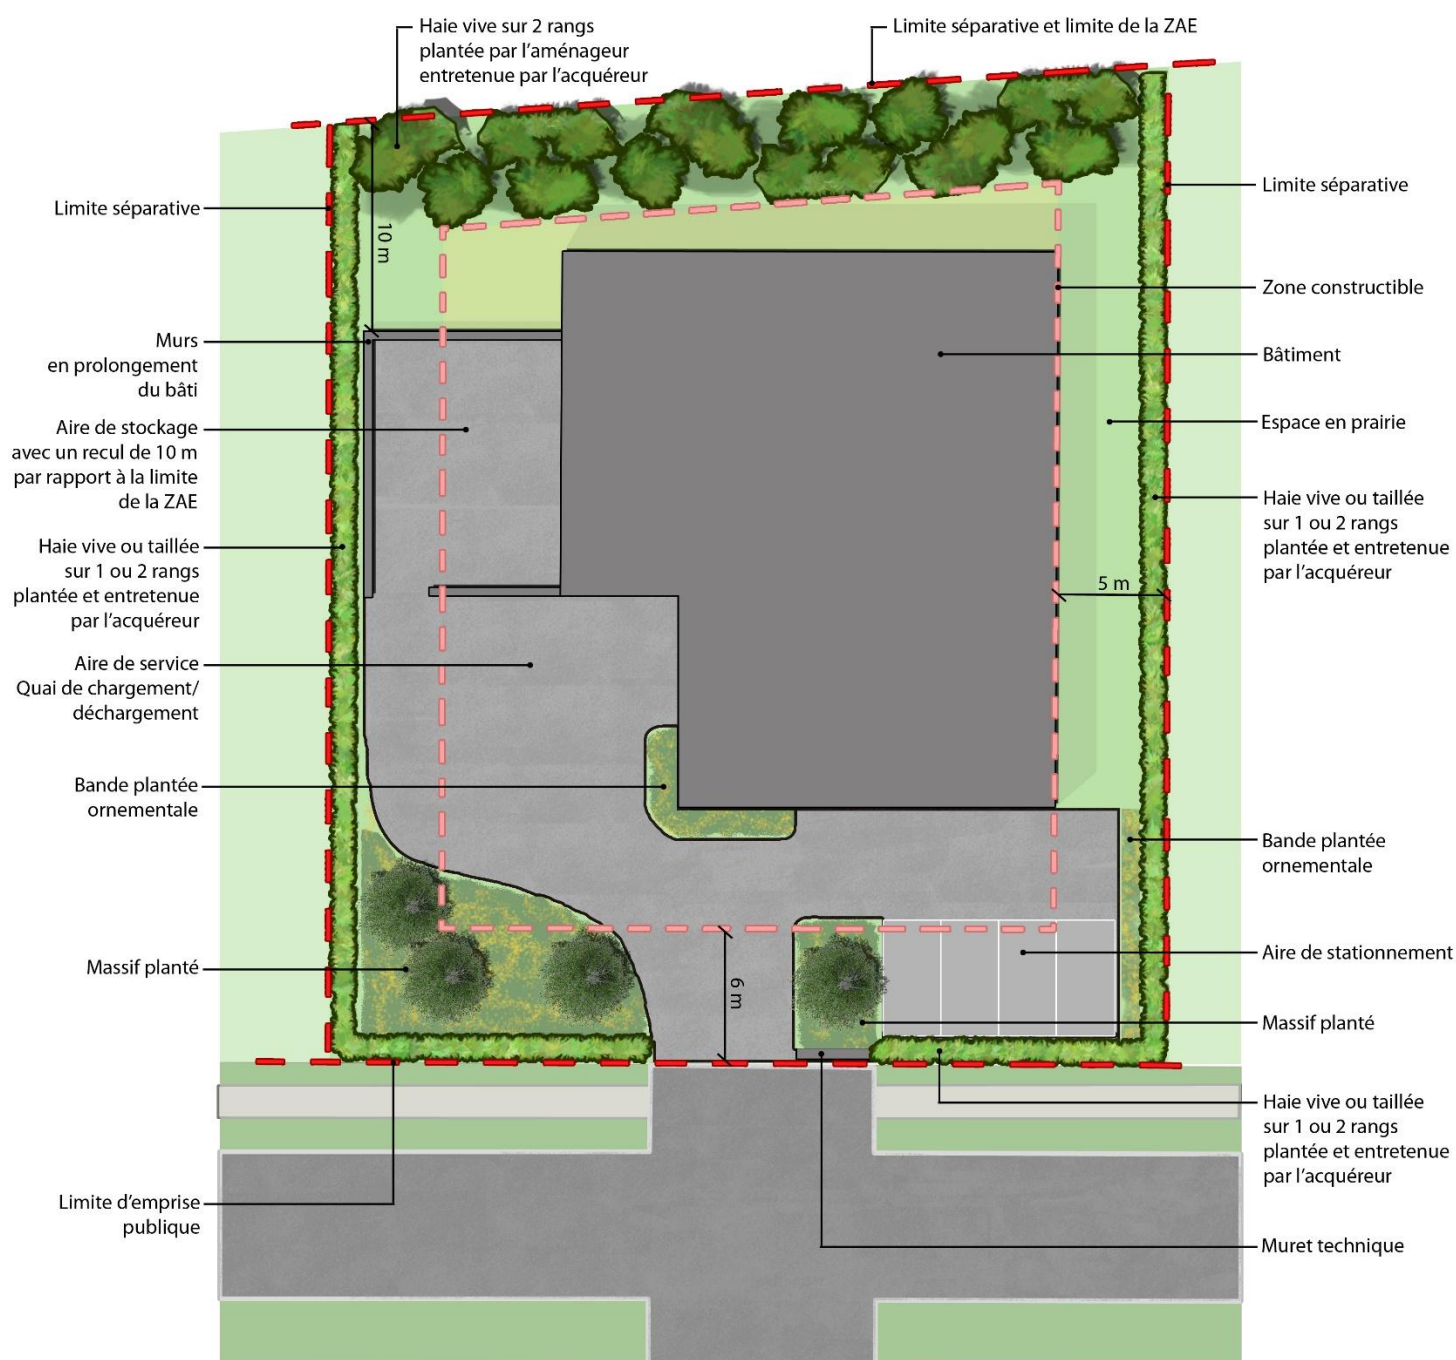 Haie vive sur 2 rangs
plantée par l’aménageur
entretenue par l’acquéreur
Limite séparative et limite de la ZAE
Limite séparative
10 m
Murs
en prolongement
du bâti
Aire de stockage
avec un recul de 10 m
par rapport à la limite
de la ZAE
Haie vive ou taillée
sur 1 ou 2 rangs
plantée et entretenue
par l’acquéreur
Aire de service
Quai de chargement/
déchargement
Bande plantée
ornementale
Massif planté
Limite d’emprise
publique
6 m
5 m
Limite séparative
Zone constructible
Bâtiment
Espace en prairie
Haie vive ou taillée
sur 1 ou 2 rangs
plantée et entretenue
par l’acquéreur
Bande plantée
ornementale
Aire de stationnement
Massif planté
Haie vive ou taillée
sur 1 ou 2 rangs
plantée et entretenue
par l’acquéreur
Muret technique